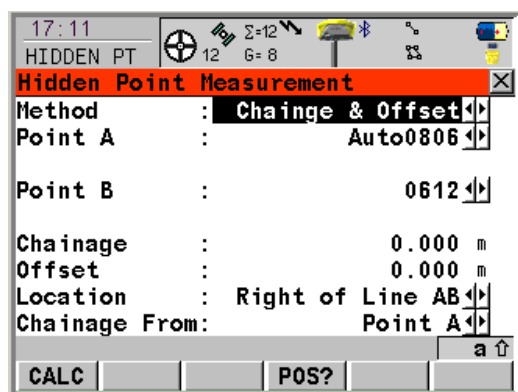 17:11
HIDDEN PT
12
Σ=12
G= 8
Hidden Point Measurement
Method : Chainge & Offset
Point A : Auto0806
Point B : 0612
Chainage : 0.000 m
Offset : 0.000 m
Location : Right of Line AB
Chainage From: Point A
a
CALC POS?